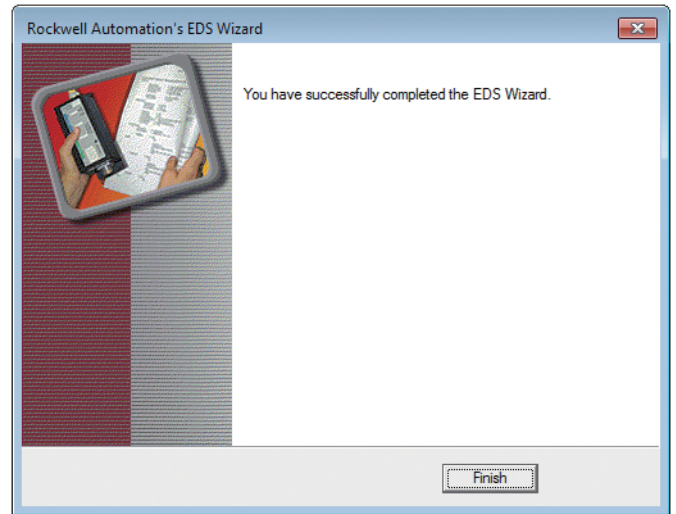 Rockwell Automation's EDS Wizard
You have successfully completed the EDS Wizard.
Finish